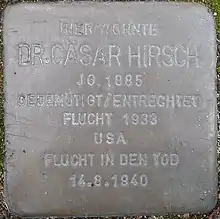 HIER WOHNTE
DR. CÄSAR HIRSCH
JG. 1885
GEDEMÜTIGT/ENTRECHTET
FLUCHT 1933
USA
FLUCHT IN DEN TOD
14.8.1940